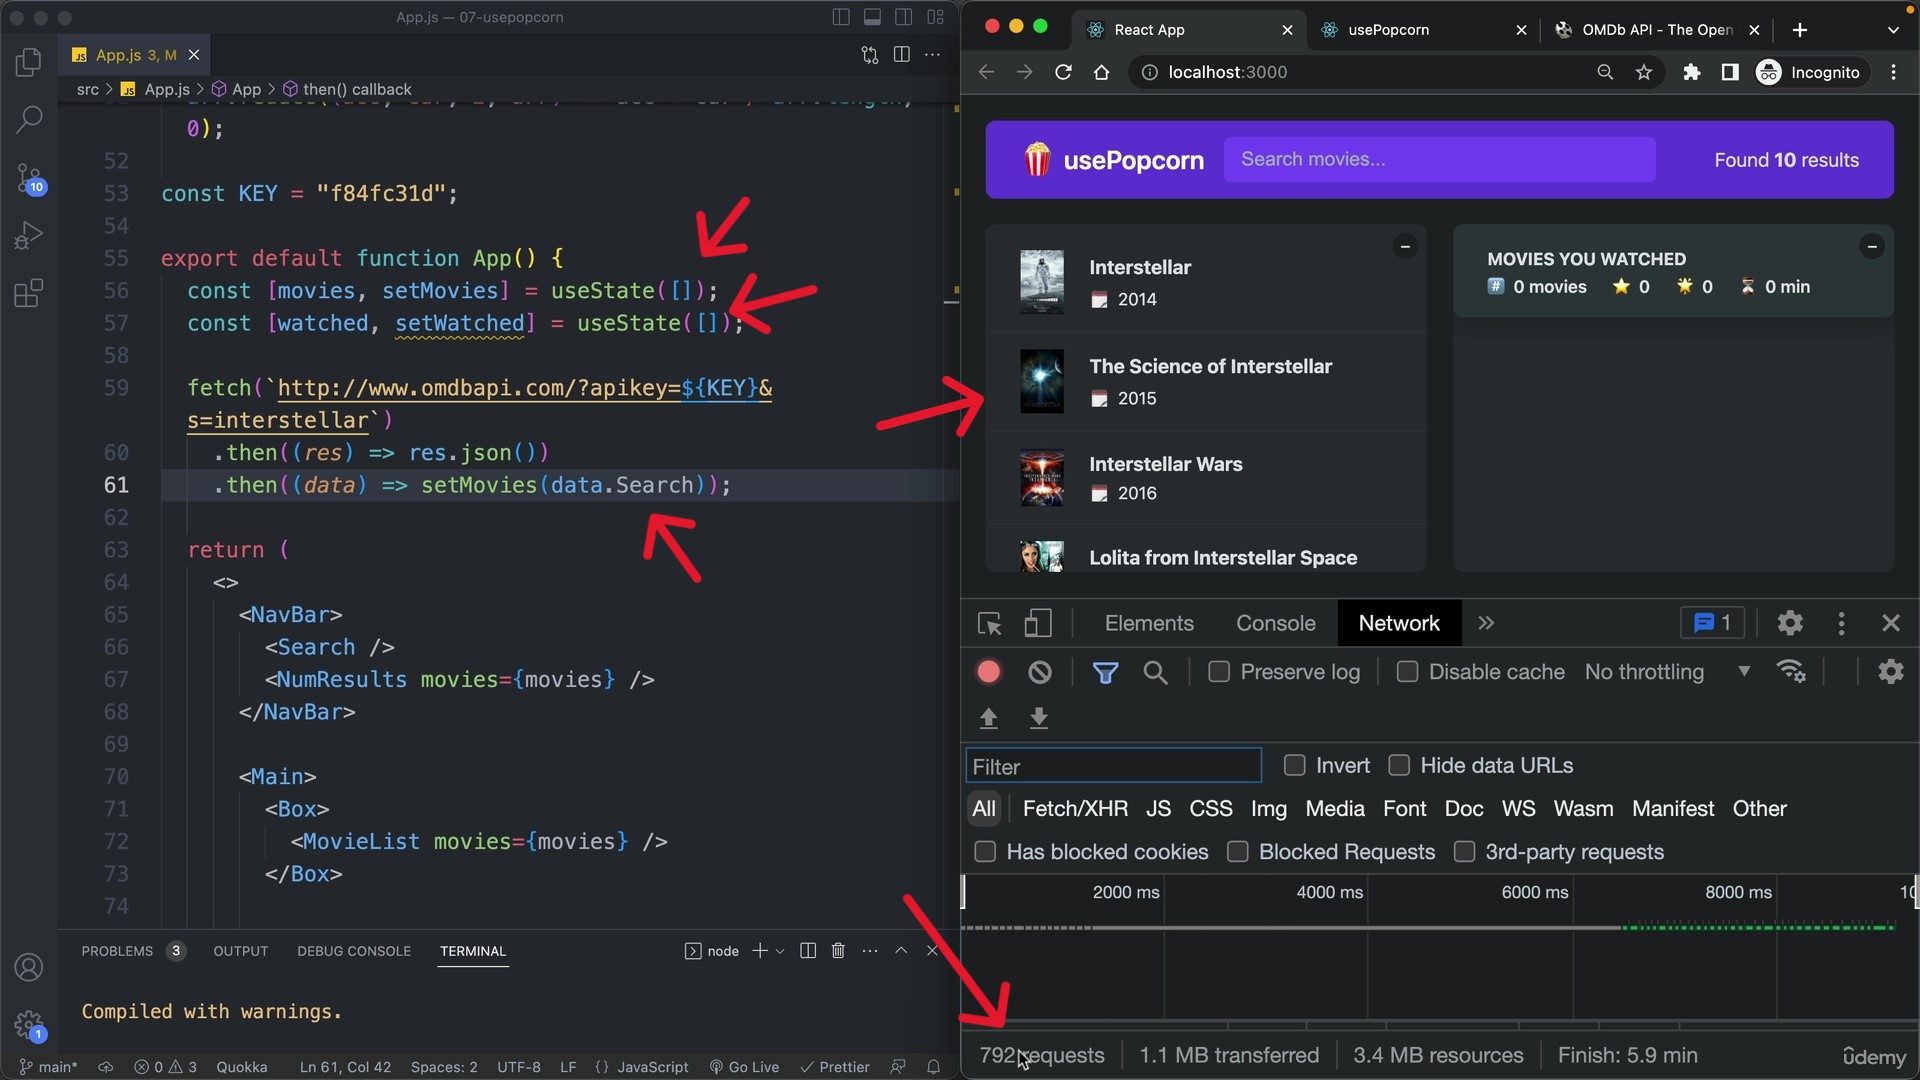 App.js — 07-usepopcorn
App.js 3, M
src > App.js > App > then() callback
0);
52
53 const KEY = "f84fc31d";
54
55 export default function App() {
56 const [movies, setMovies] = useState([]);
57 const [watched, setWatched] = useState([]);
58
59 fetch(`http://www.omdbapi.com/?apikey=${KEY}&
s=interstellar`)
60 .then((res) => res.json())
61 .then((data) => setMovies(data.Search));
62
63 return (
64 <>
65 <NavBar>
66 <Search />
67 <NumResults movies={movies} />
68 </NavBar>
69
70 <Main>
71 <Box>
72 <MovieList movies={movies} />
73 </Box>
74
10
1
PROBLEMS 3 OUTPUT DEBUG CONSOLE TERMINAL node
Compiled with warnings.
main* 0 3 Quokka Ln 61, Col 42 Spaces: 2 UTF-8 LF {} JavaScript Go Live Prettier
React App usePopcorn OMDb API - The Open
localhost:3000 Incognito
usePopcorn Search movies... Found 10 results
Interstellar
2014
The Science of Interstellar
2015
Interstellar Wars
2016
Lolita from Interstellar Space
MOVIES YOU WATCHED
# 0 movies 0 0 0 min
Elements Console Network 1
Preserve log Disable cache No throttling
Filter Invert Hide data URLs
All Fetch/XHR JS CSS Img Media Font Doc WS Wasm Manifest Other
Has blocked cookies Blocked Requests 3rd-party requests
2000 ms 4000 ms 6000 ms 8000 ms
792 requests 1.1 MB transferred 3.4 MB resources Finish: 5.9 min
ûdemy